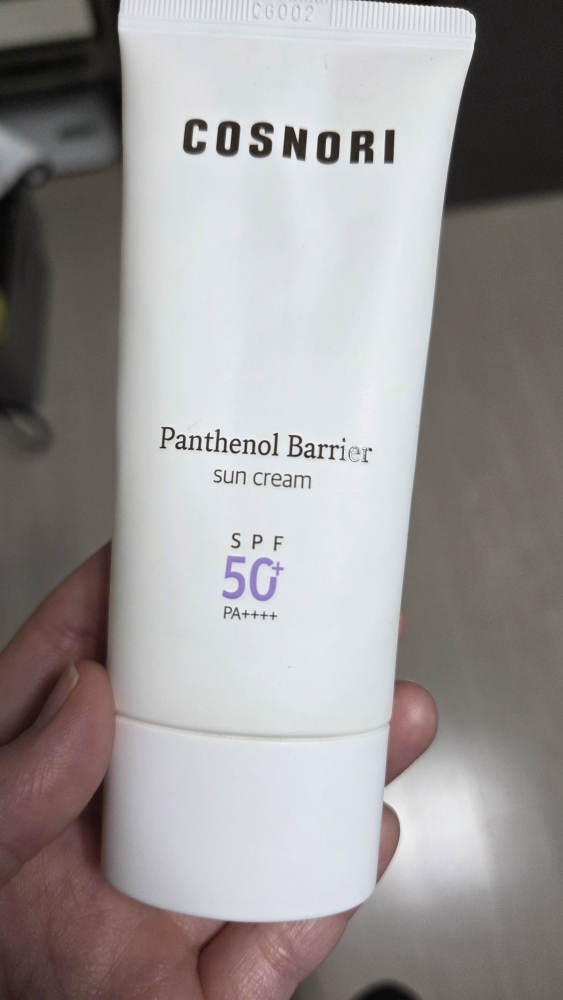 CG002
COSNORI
Panthenol Barrier
sun cream
SPF
50+
PA++++